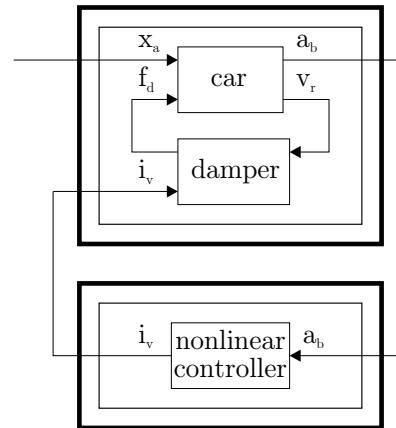 x_a a_b
f_d car v_r
damper
i_v
i_v nonlinear a_b
controller